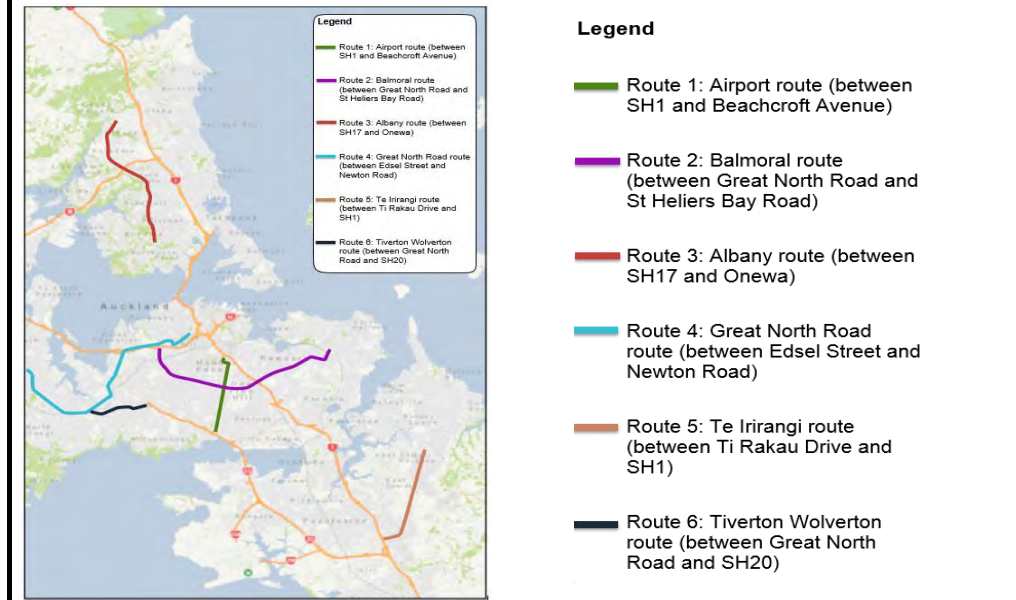 Legend
Route 1: Airport route (between
SH1 and Beachcroft Avenue)
Route 2: Balmoral route
(between Great North Road and
St Heliers Bay Road)
Route 3: Albany route (between
SH17 and Onewa)
Route 4: Great North Road route
(between Edsel Street and
Newton Road)
Route 5: Te Irirangi route
(between Ti Rakau Drive and
SH1)
Route 6: Tiverton Wolverton
route (between Great North
Road and SH20)
Auckland
Legend
Route 1: Airport route (between
SH1 and Beachcroft Avenue)
Route 2: Balmoral route
(between Great North Road and
St Heliers Bay Road)
Route 3: Albany route (between
SH17 and Onewa)
Route 4: Great North Road
route (between Edsel Street and
Newton Road)
Route 5: Te Irirangi route
(between Ti Rakau Drive and
SH1)
Route 6: Tiverton Wolverton
route (between Great North
Road and SH20)